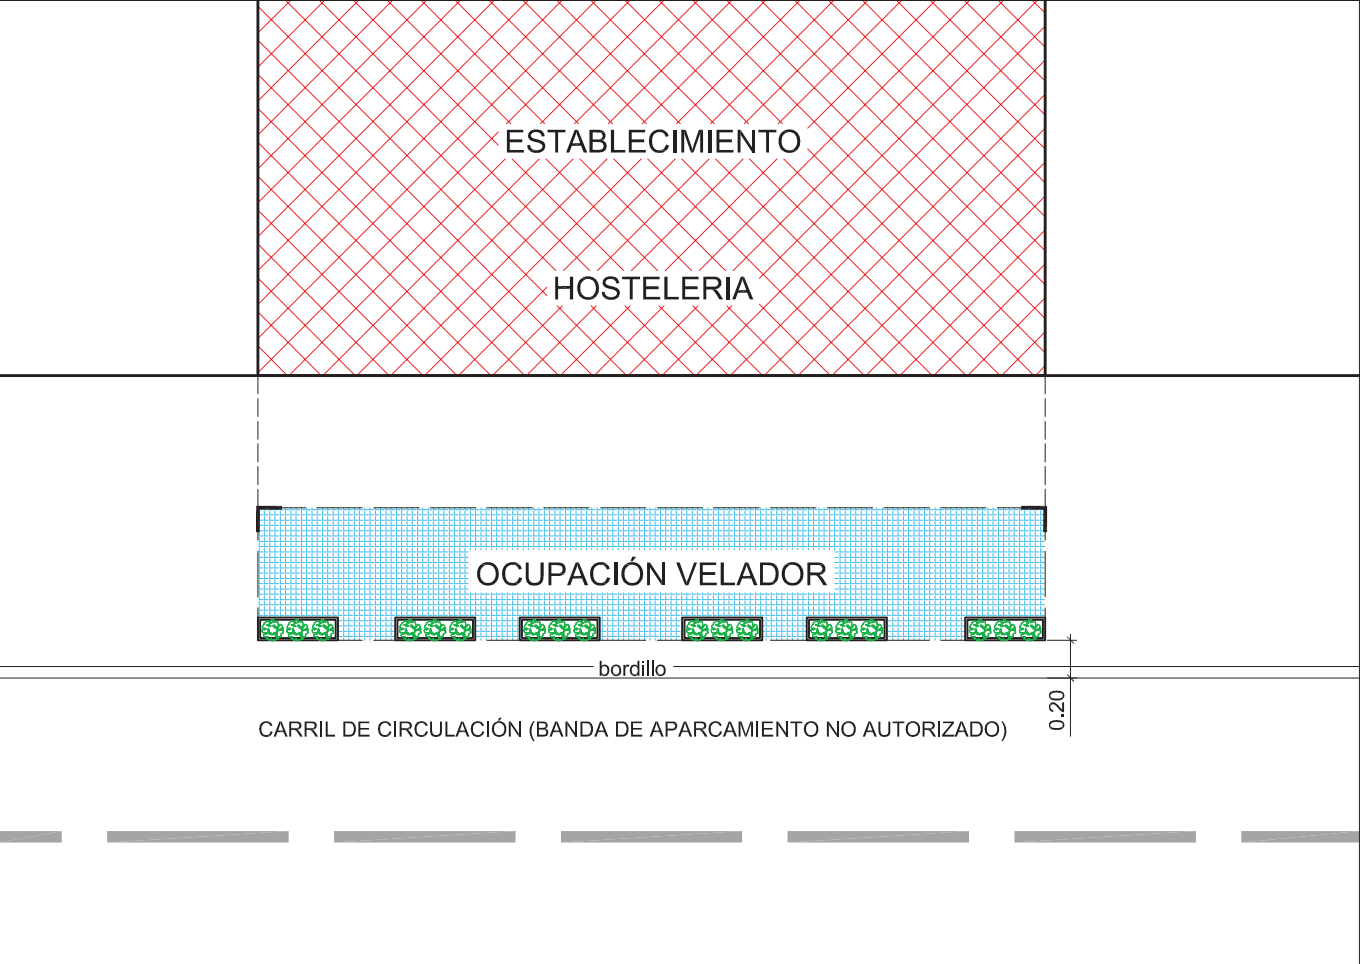 ESTABLECIMIENTO
HOSTELERIA
OCUPACIÓN VELADOR
bordillo
0.20
CARRIL DE CIRCULACIÓN (BANDA DE APARCAMIENTO NO AUTORIZADO)